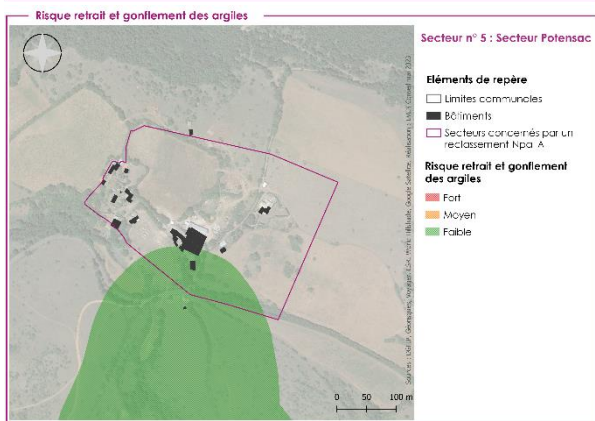 Risque retrait et gonflement des argiles
Secteur n° 5 : Secteur Potensac
Eléments de repère
Limites communales
Bâtiments
Secteurs concernés par un
reclassement Npa A
Risque retrait et gonflement
des argiles
Fort
Moyen
Faible
0 50 100 m